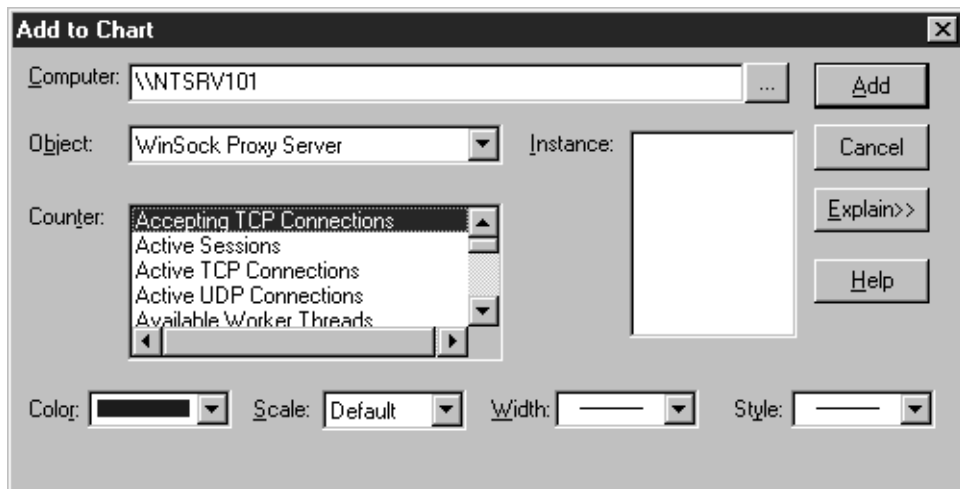 Add to Chart
Computer: \\NTSRV101 ... Add
Object: WinSock Proxy Server Instance: Cancel
Counter: Accepting TCP Connections Explain>>
Active Sessions
Active TCP Connections
Active UDP Connections Help
Available Worker Threads
Color: Scale: Default Width: Style: